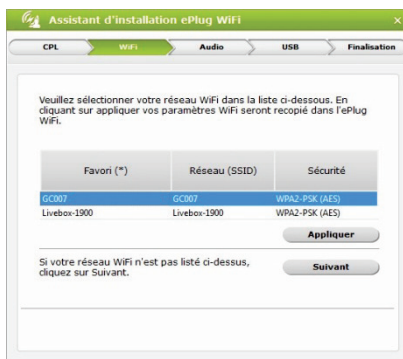 Assistant d'installation ePlug WiFi
CPL WiFi Audio USB Finalisation
Veuillez sélectionner votre réseau WiFi dans la liste ci-dessous. En
cliquant sur appliquer vos paramètres WiFi seront recopié dans l'ePlug
WiFi.
Favori (*) Réseau (SSID) Sécurité
GC007 GC007 WPA2-PSK (AES)
Livebox-1900 Livebox-1900 WPA2-PSK (AES)
Appliquer
Si votre réseau WiFi n'est pas listé ci-dessus,
cliquez sur Suivant.
Suivant